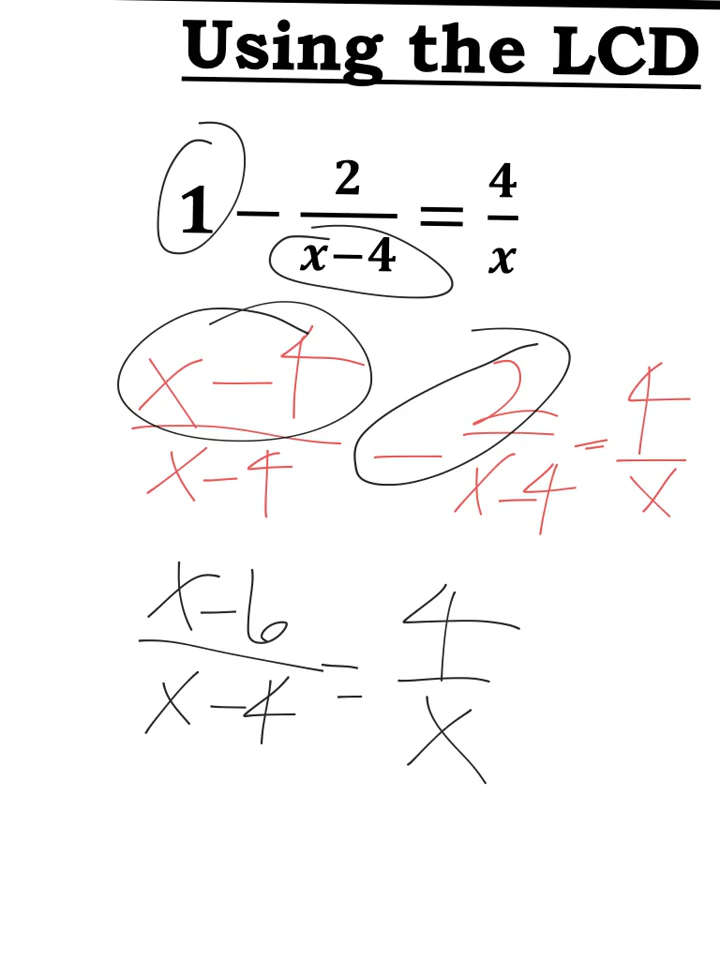 Using the LCD
1 − 2/(x−4) = 4/x
(x−4)/(x−4) − 2/(x−4) = 4/x
(x−6)/(x−4) = 4/x